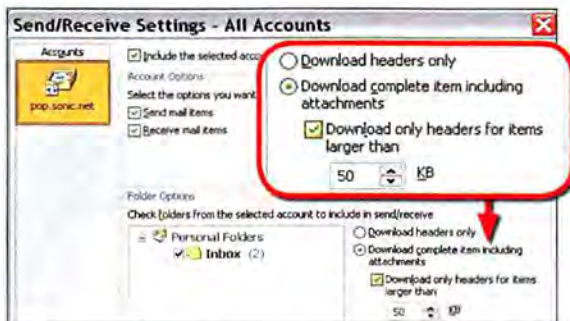 Send/Receive Settings - All Accounts
Accounts
pop.sonic.net
Include the selected
Account Options
Select the options you want
Send mail items
Receive mail items
Download headers only
Download complete item including
attachments
Download only headers for items
larger than
50 KB
Folder Options
Check folders from the selected account to include in send/receive
Personal Folders
Inbox (2)
Download headers only
Download complete item including
attachments
Download only headers for items
larger than
50 KB